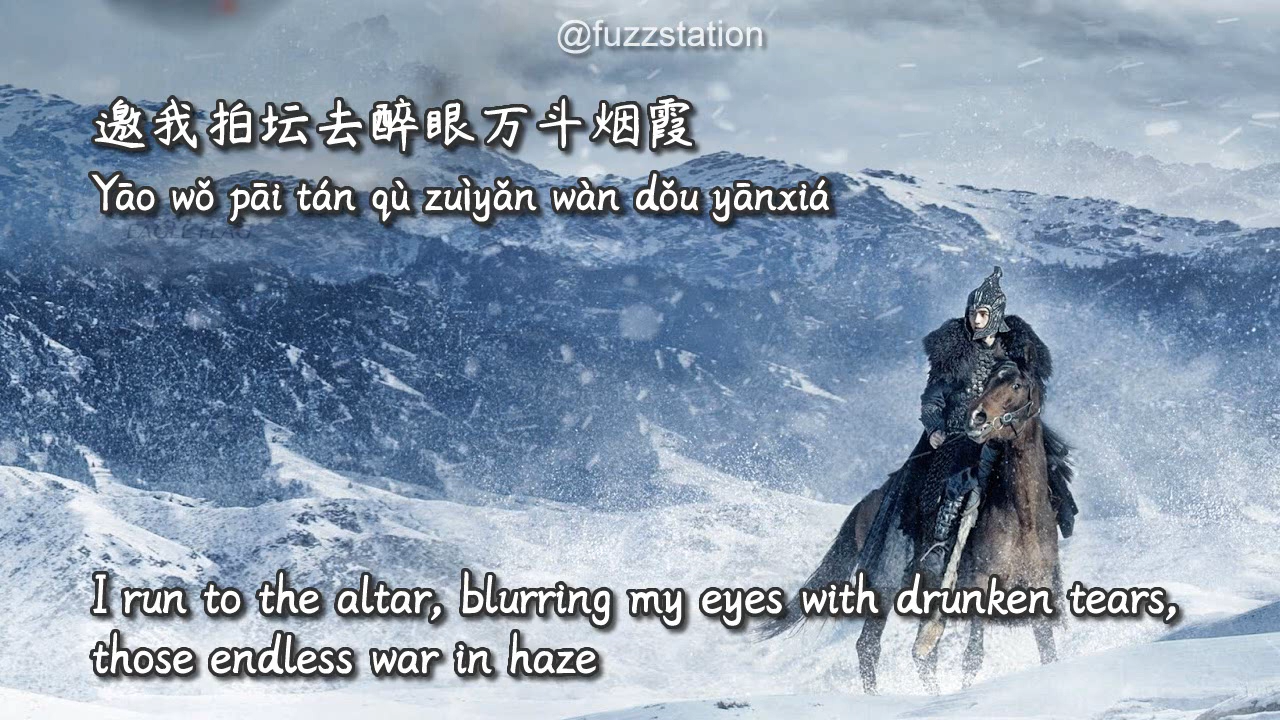 @fuzzstation
邀我拍坛去醉眼万斗烟霞
Yāo wǒ pāi tán qù zuìyǎn wàn dǒu yānxiá
I run to the altar, blurring my eyes with drunken tears,
those endless war in haze